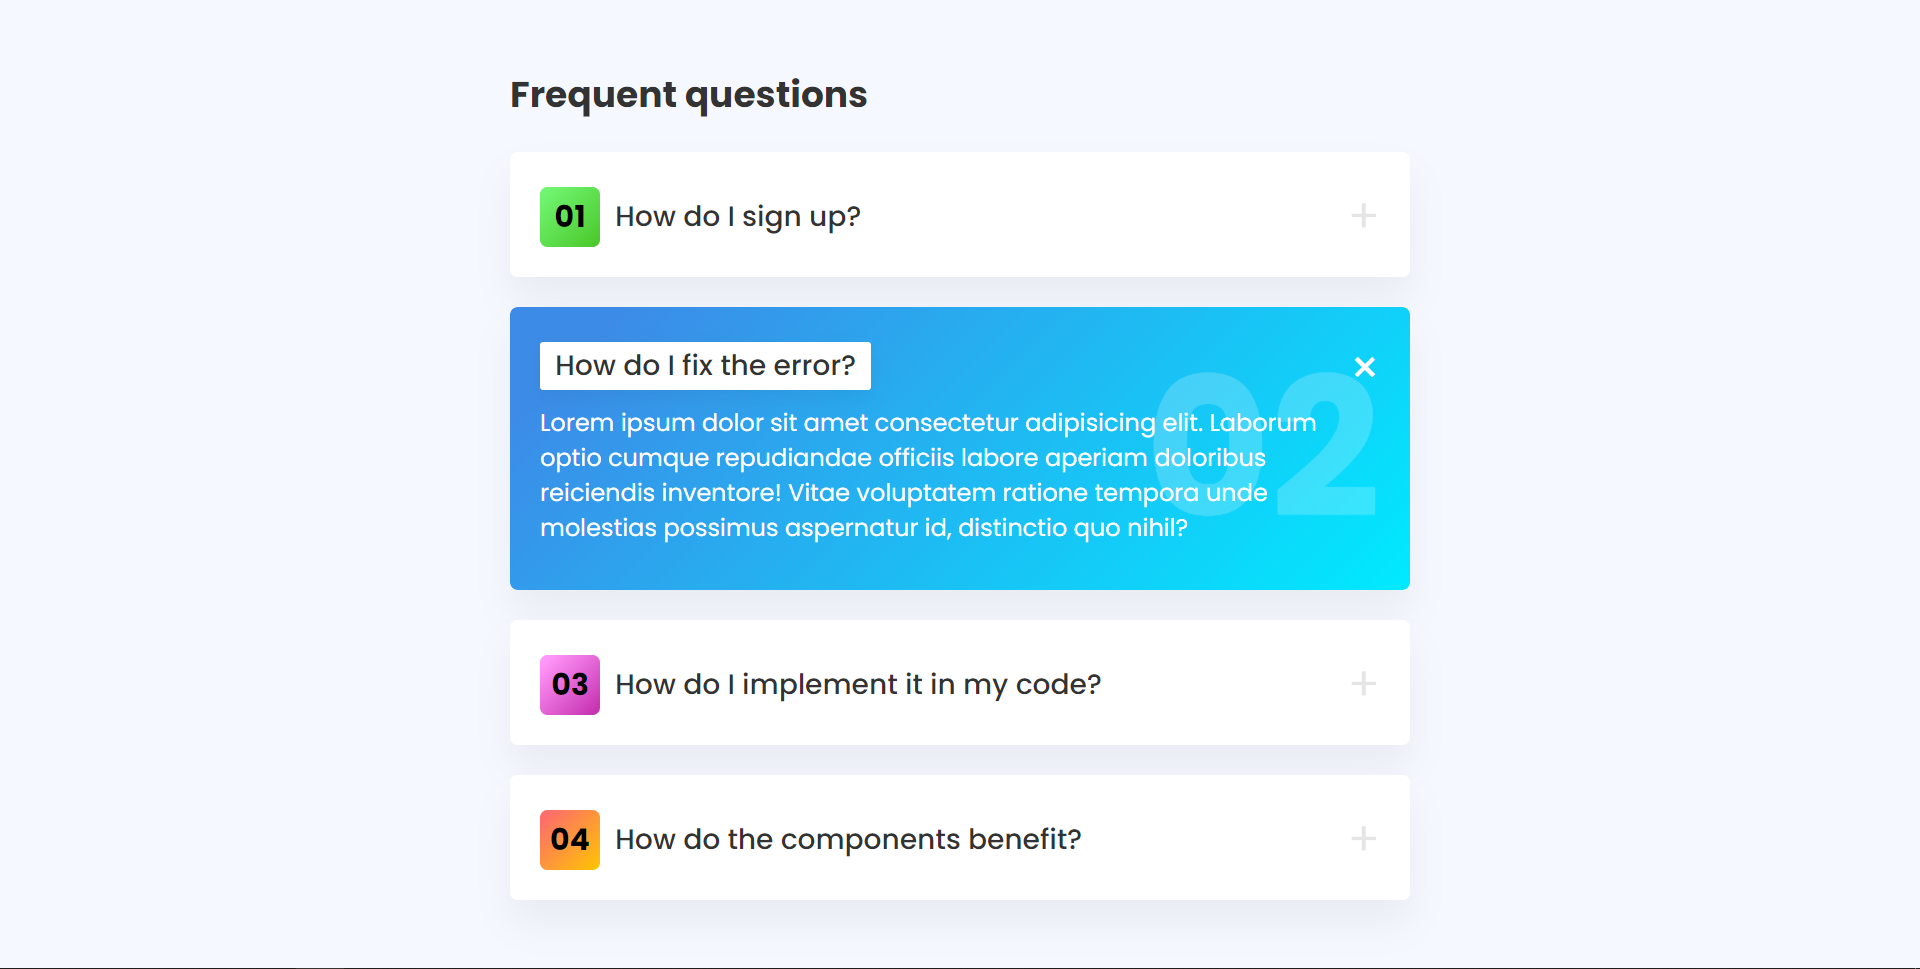 Frequent questions
01 How do I sign up? +
How do I fix the error? ×
02
Lorem ipsum dolor sit amet consectetur adipisicing elit. Laborum
optio cumque repudiandae officiis labore aperiam doloribus
reiciendis inventore! Vitae voluptatem ratione tempora unde
molestias possimus aspernatur id, distinctio quo nihil?
03 How do I implement it in my code? +
04 How do the components benefit? +